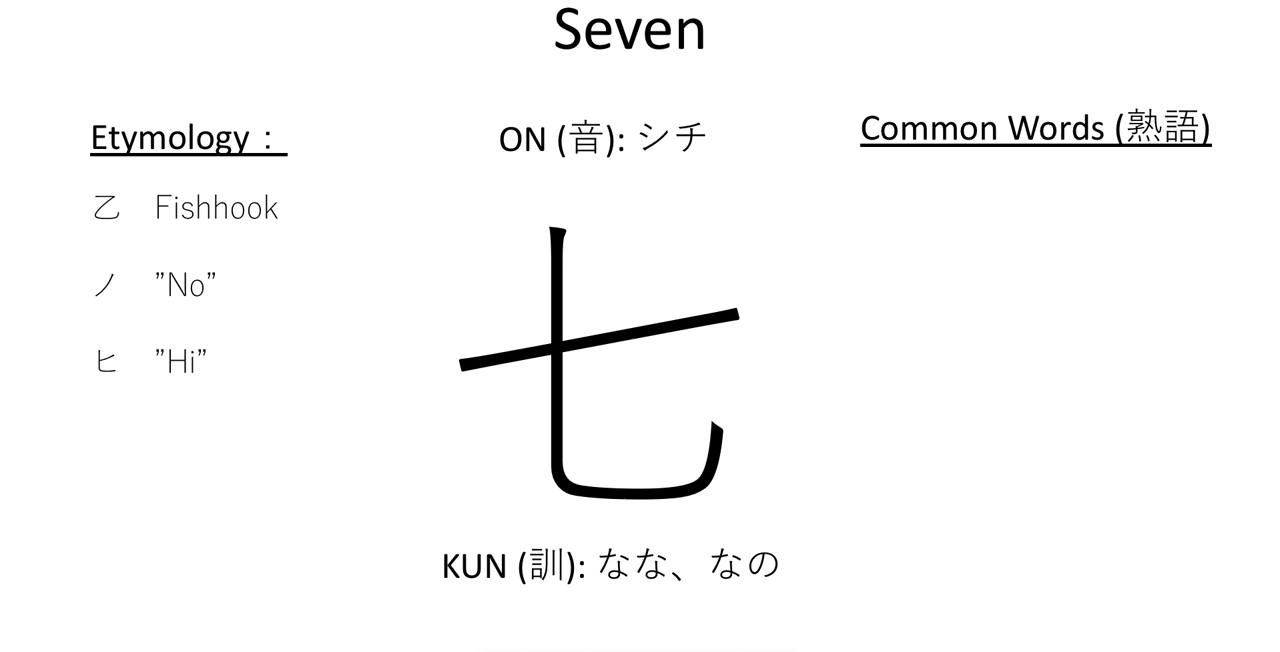 Seven
Etymology：
乙 Fishhook
ノ ”No”
ヒ ”Hi”
ON (音): シチ
七
KUN (訓): なな、なの
Common Words (熟語)